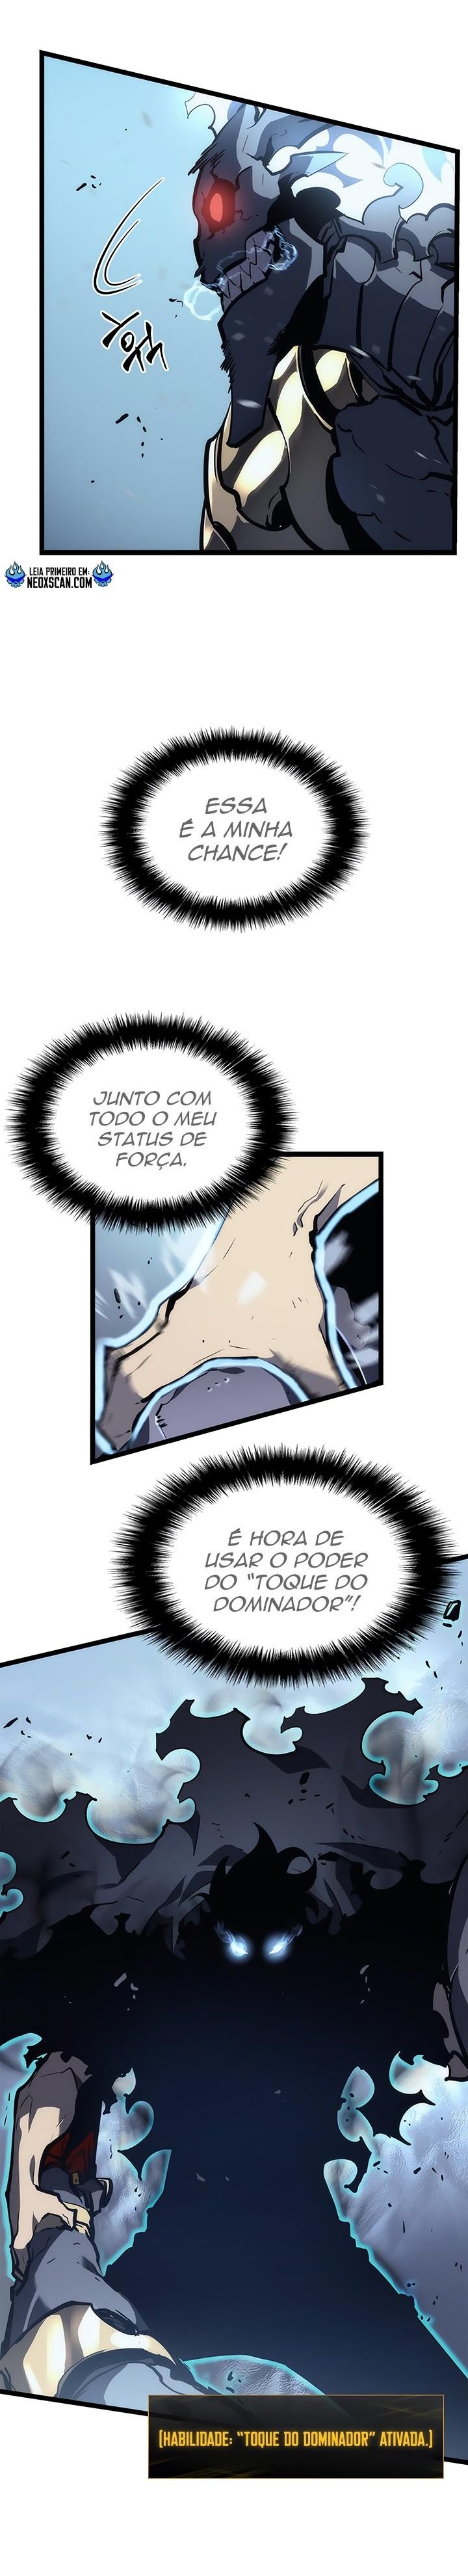 LEIA PRIMEIRO EM:
NEOXSCAN.COM
ESSA
É A MINHA
CHANCE!
JUNTO COM
TODO O MEU
STATUS DE
FORÇA.
É HORA DE
USAR O PODER
DO "TOQUE DO
DOMINADOR"!
[HABILIDADE: "TOQUE DO DOMINADOR" ATIVADA.]